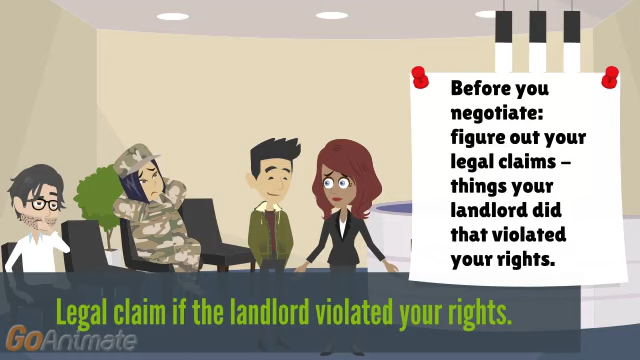 Before you
negotiate:
figure out your
legal claims –
things your
landlord did
that violated
your rights.
Legal claim if the landlord violated your rights.
GoAnimate